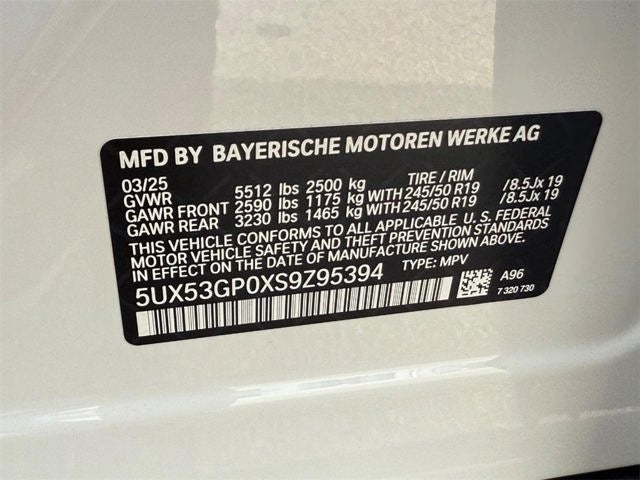 MFD BY BAYERISCHE MOTOREN WERKE AG
03/25 TIRE / RIM
GVWR 5512 lbs 2500 kg
GAWR FRONT 2590 lbs 1175 kg WITH 245/50 R19 / 8.5Jx 19
GAWR REAR 3230 lbs 1465 kg WITH 245/50 R19 / 8.5Jx 19
THIS VEHICLE CONFORMS TO ALL APPLICABLE U. S. FEDERAL
MOTOR VEHICLE SAFETY AND THEFT PREVENTION STANDARDS
IN EFFECT ON THE DATE OF MANUFACTURE SHOWN ABOVE.
5UX53GP0XS9Z95394 TYPE: MPV
A96
7 320 730